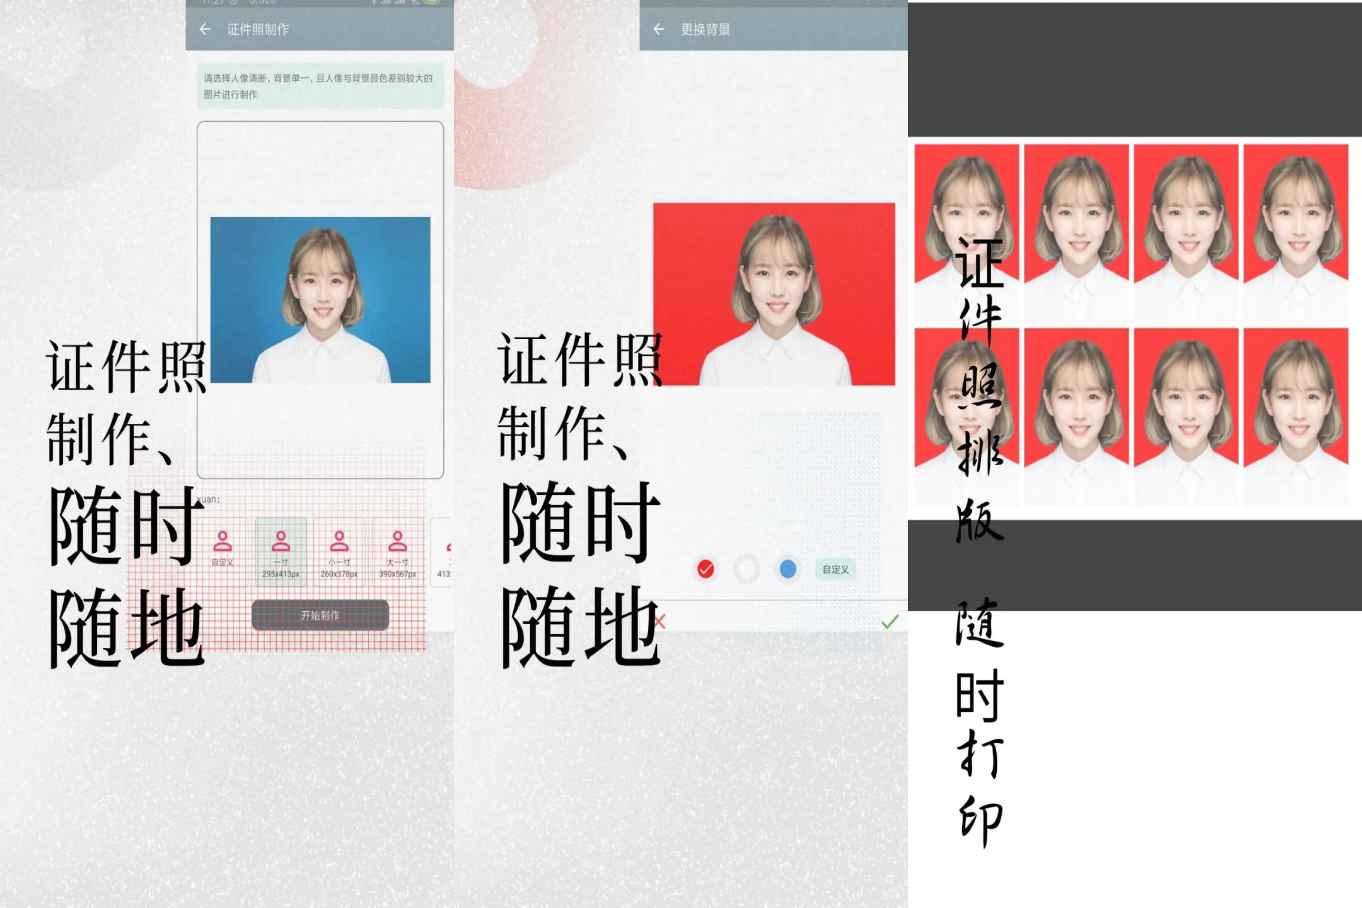 证件照制作
请选择人像清晰，背景单一，且人像与背景颜色差别较大的
图片进行制作
证件照
制作、
随时
随地
xuan:
自定义
一寸
295x413px
小一寸
260x378px
大一寸
390x567px
413
开始制作
更换背景
证件照
制作、
随时
随地
自定义
证件照排版 随时打印